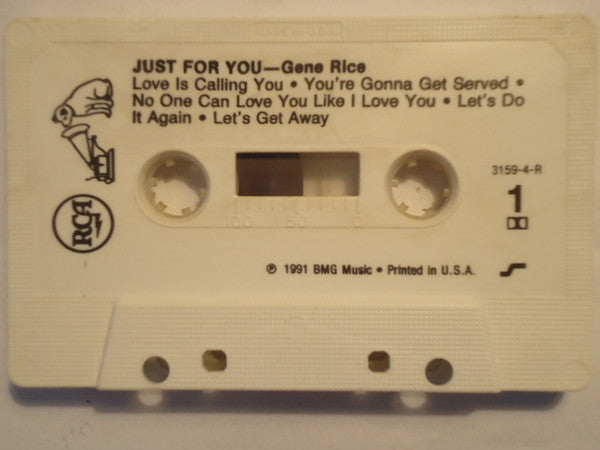 MADE IN U.S.A.
JUST FOR YOU—Gene Rice
Love Is Calling You • You're Gonna Get Served •
No One Can Love You Like I Love You • Let's Do
It Again • Let's Get Away
3159-4-R
1
RCA
100 50 0
℗ 1991 BMG Music • Printed in U.S.A.